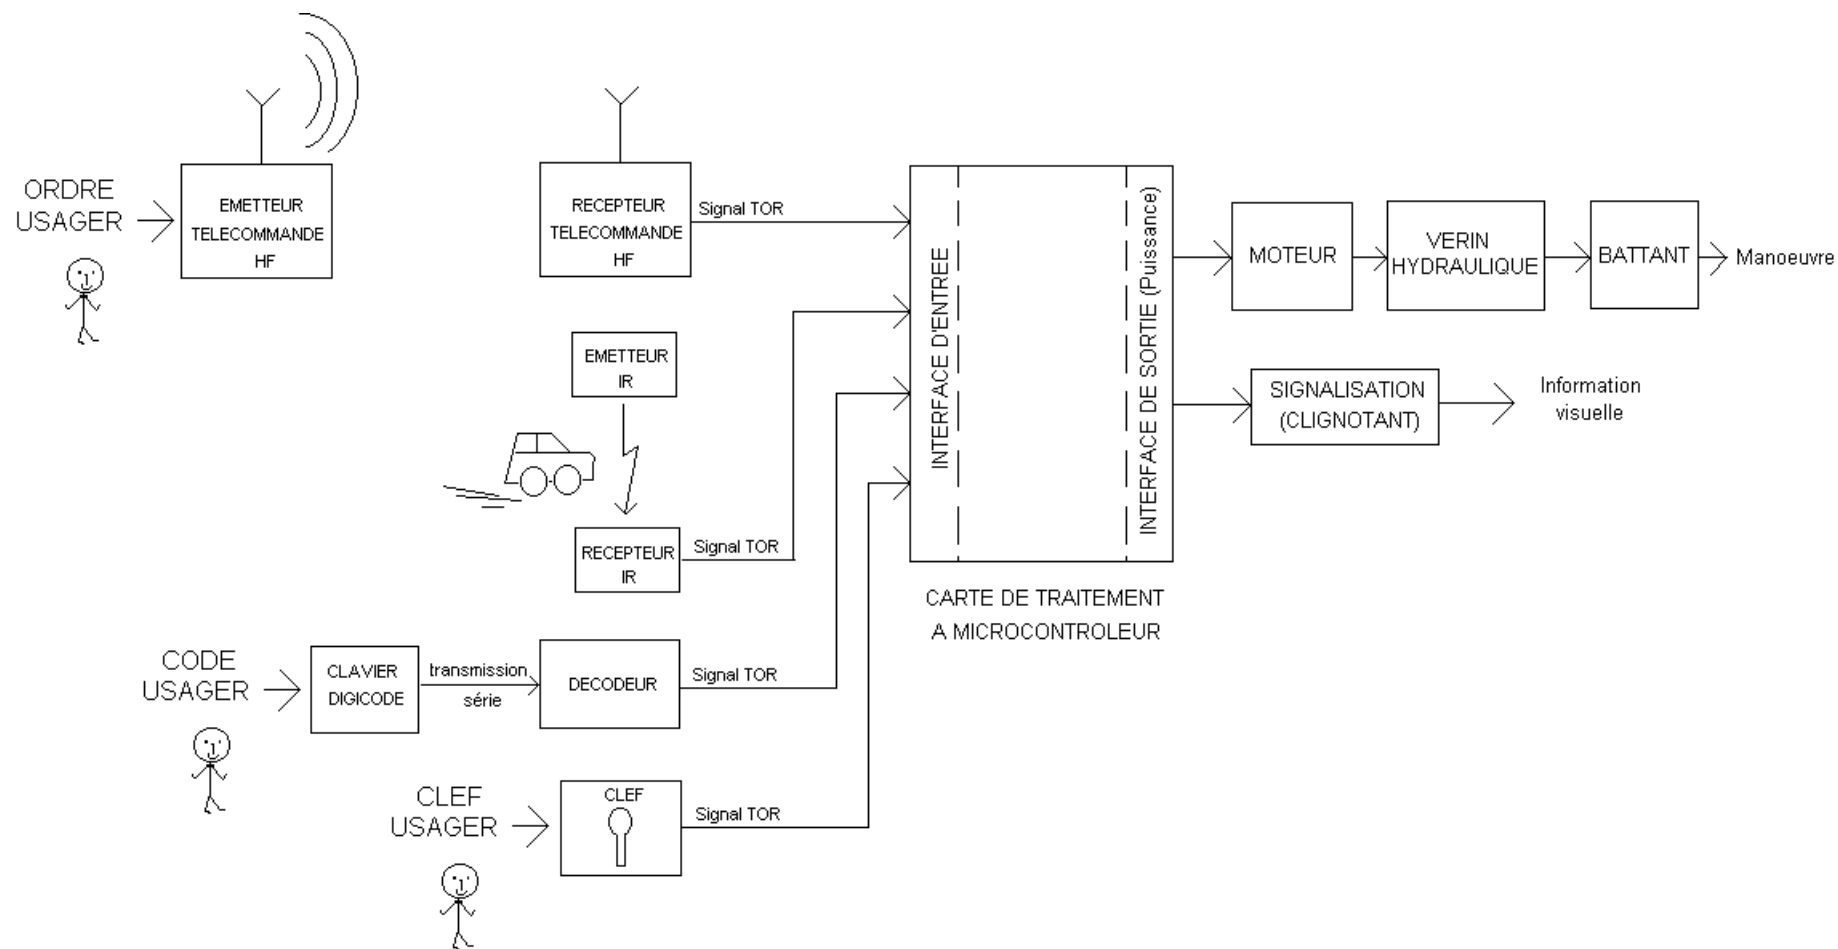 ORDRE
USAGER
EMETTEUR
TELECOMMANDE
HF
RECEPTEUR
TELECOMMANDE
HF
Signal TOR
EMETTEUR
IR
RECEPTEUR
IR
Signal TOR
CODE
USAGER
CLAVIER
DIGICODE
transmission
série
DECODEUR
Signal TOR
CLEF
USAGER
CLEF
Signal TOR
INTERFACE D'ENTREE
INTERFACE DE SORTIE (Puissance)
CARTE DE TRAITEMENT
A MICROCONTROLEUR
MOTEUR
VERIN
HYDRAULIQUE
BATTANT
Manoeuvre
SIGNALISATION
(CLIGNOTANT)
Information
visuelle